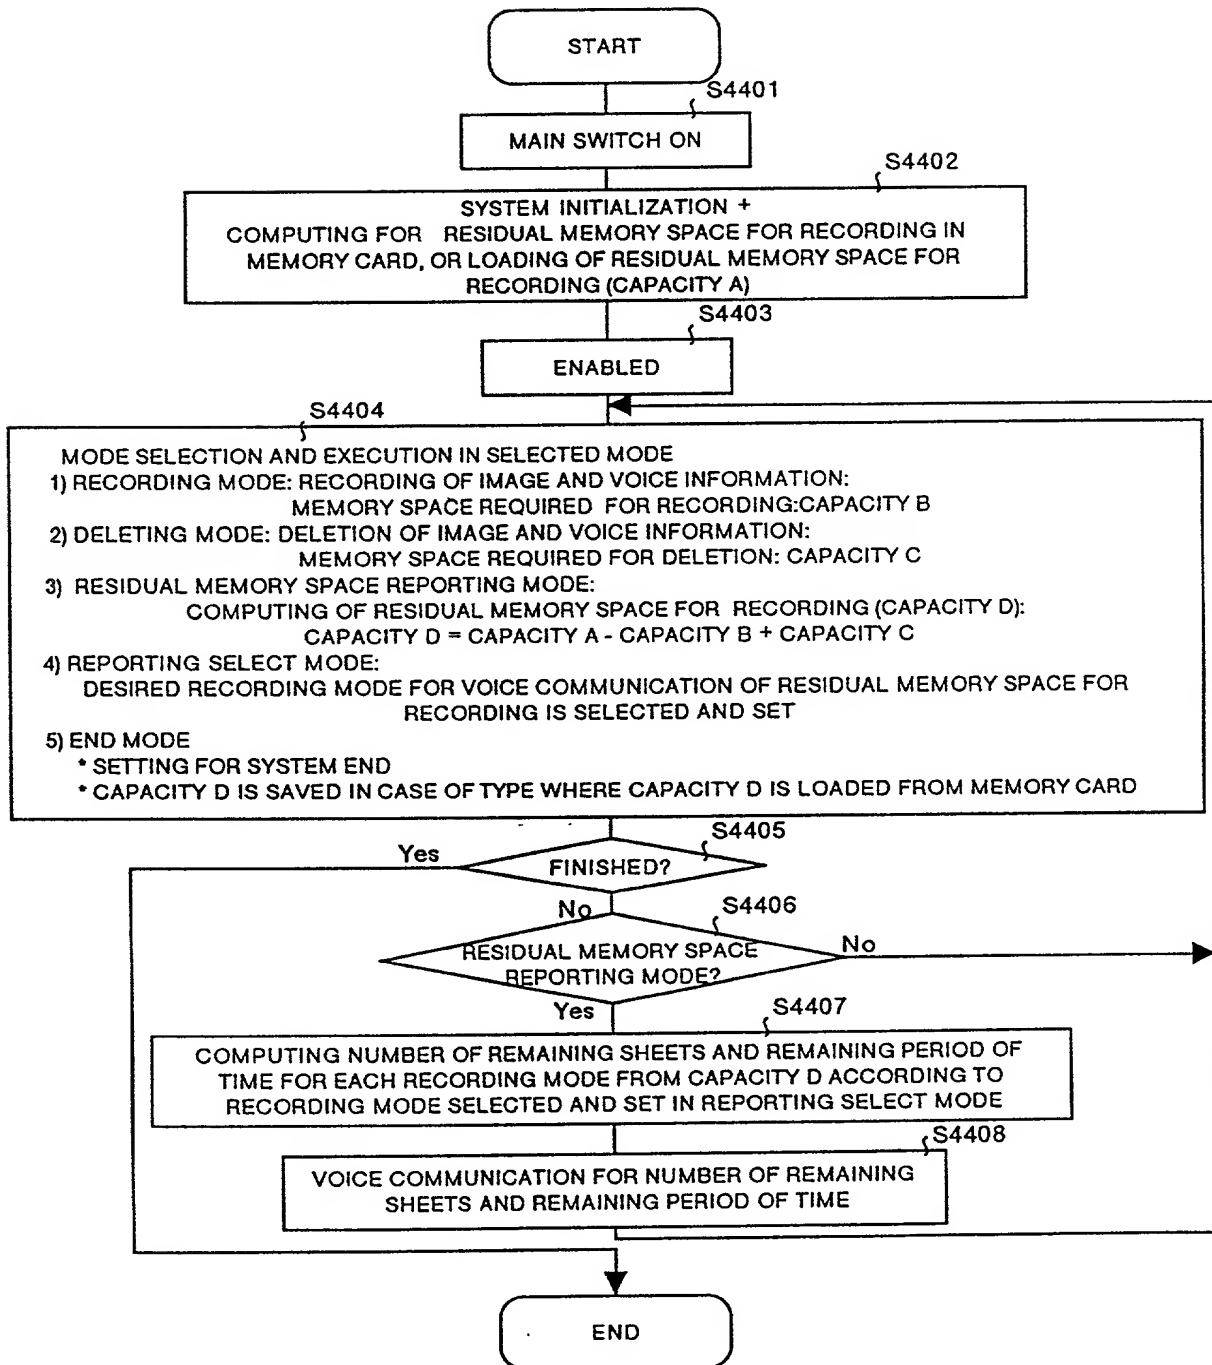 START
S4401
MAIN SWITCH ON
S4402
SYSTEM INITIALIZATION +
COMPUTING FOR RESIDUAL MEMORY SPACE FOR RECORDING IN
MEMORY CARD, OR LOADING OF RESIDUAL MEMORY SPACE FOR
RECORDING (CAPACITY A)
S4403
ENABLED
S4404
MODE SELECTION AND EXECUTION IN SELECTED MODE
1) RECORDING MODE: RECORDING OF IMAGE AND VOICE INFORMATION:
MEMORY SPACE REQUIRED FOR RECORDING:CAPACITY B
2) DELETING MODE: DELETION OF IMAGE AND VOICE INFORMATION:
MEMORY SPACE REQUIRED FOR DELETION: CAPACITY C
3) RESIDUAL MEMORY SPACE REPORTING MODE:
COMPUTING OF RESIDUAL MEMORY SPACE FOR RECORDING (CAPACITY D):
CAPACITY D = CAPACITY A - CAPACITY B + CAPACITY C
4) REPORTING SELECT MODE:
DESIRED RECORDING MODE FOR VOICE COMMUNICATION OF RESIDUAL MEMORY SPACE FOR
RECORDING IS SELECTED AND SET
5) END MODE
* SETTING FOR SYSTEM END
* CAPACITY D IS SAVED IN CASE OF TYPE WHERE CAPACITY D IS LOADED FROM MEMORY CARD
S4405
Yes
FINISHED?
No
S4406
RESIDUAL MEMORY SPACE
REPORTING MODE?
No
Yes
S4407
COMPUTING NUMBER OF REMAINING SHEETS AND REMAINING PERIOD OF
TIME FOR EACH RECORDING MODE FROM CAPACITY D ACCORDING TO
RECORDING MODE SELECTED AND SET IN REPORTING SELECT MODE
S4408
VOICE COMMUNICATION FOR NUMBER OF REMAINING
SHEETS AND REMAINING PERIOD OF TIME
END